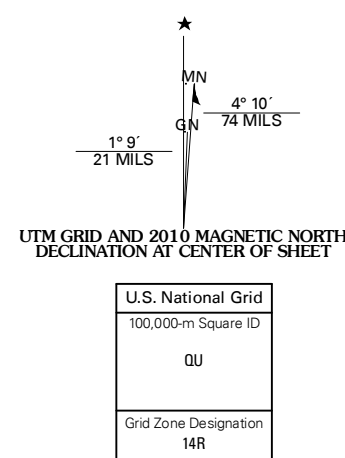 ★
MN
4° 10´
74 MILS
GN
1° 9´
21 MILS
UTM GRID AND 2010 MAGNETIC NORTH
DECLINATION AT CENTER OF SHEET
U.S. National Grid
100,000-m Square ID
QU
Grid Zone Designation
14R